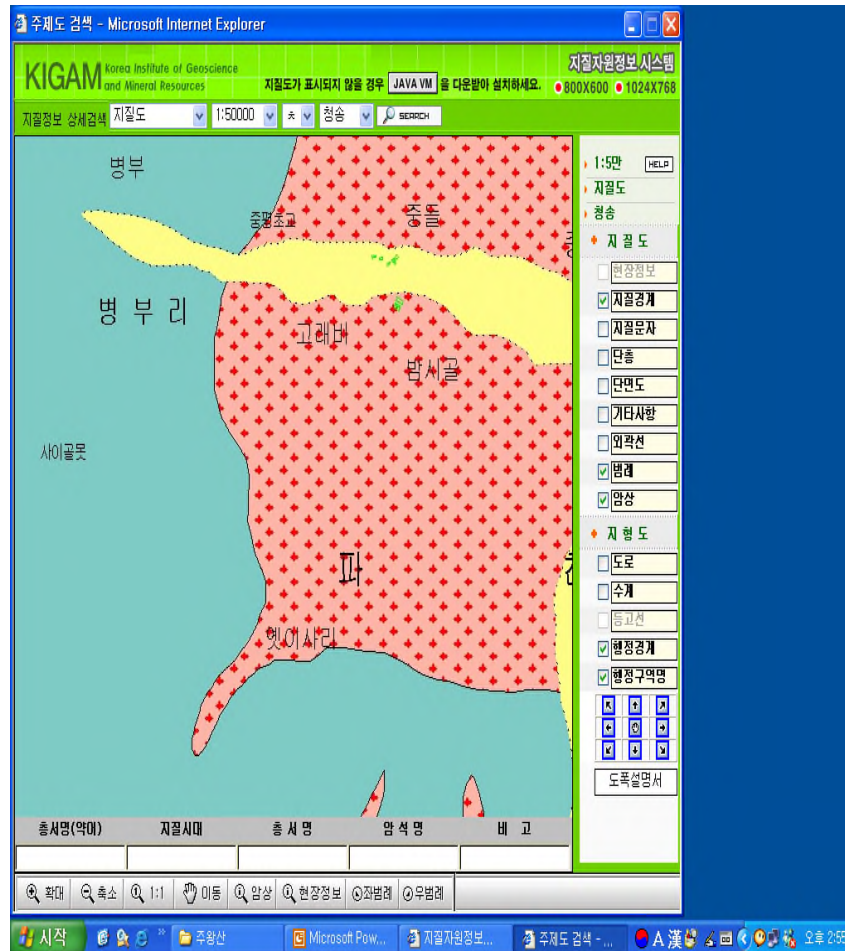 주제도 검색 - Microsoft Internet Explorer
KIGAM Korea Institute of Geoscience and Mineral Resources
지질도가 표시되지 않을 경우 JAVA VM 을 다운받아 설치하세요.
지질자원정보 시스템
800X600 1024X768
지질정보 상세검색 지질도 1:50000 ㅊ 청송 SEARCH
병부
중평초교
중들
병부리
고래비
밤시골
사이골못
파
옛이사리
1:5만 HELP
지질도
청송
지질도
현장정보
지질경계
지질문자
단층
단면도
기타사항
외곽선
범례
암상
지형도
도로
수계
등고선
행정경계
행정구역명
도폭설명서
층서명(약어) 지질시대 층서명 암석명 비고
확대 축소 1:1 이동 암상 현장정보 좌범례 우범례
시작 주왕산 Microsoft Pow... 지질자원정보... 주제도 검색 - ... A 漢 오후 2:55